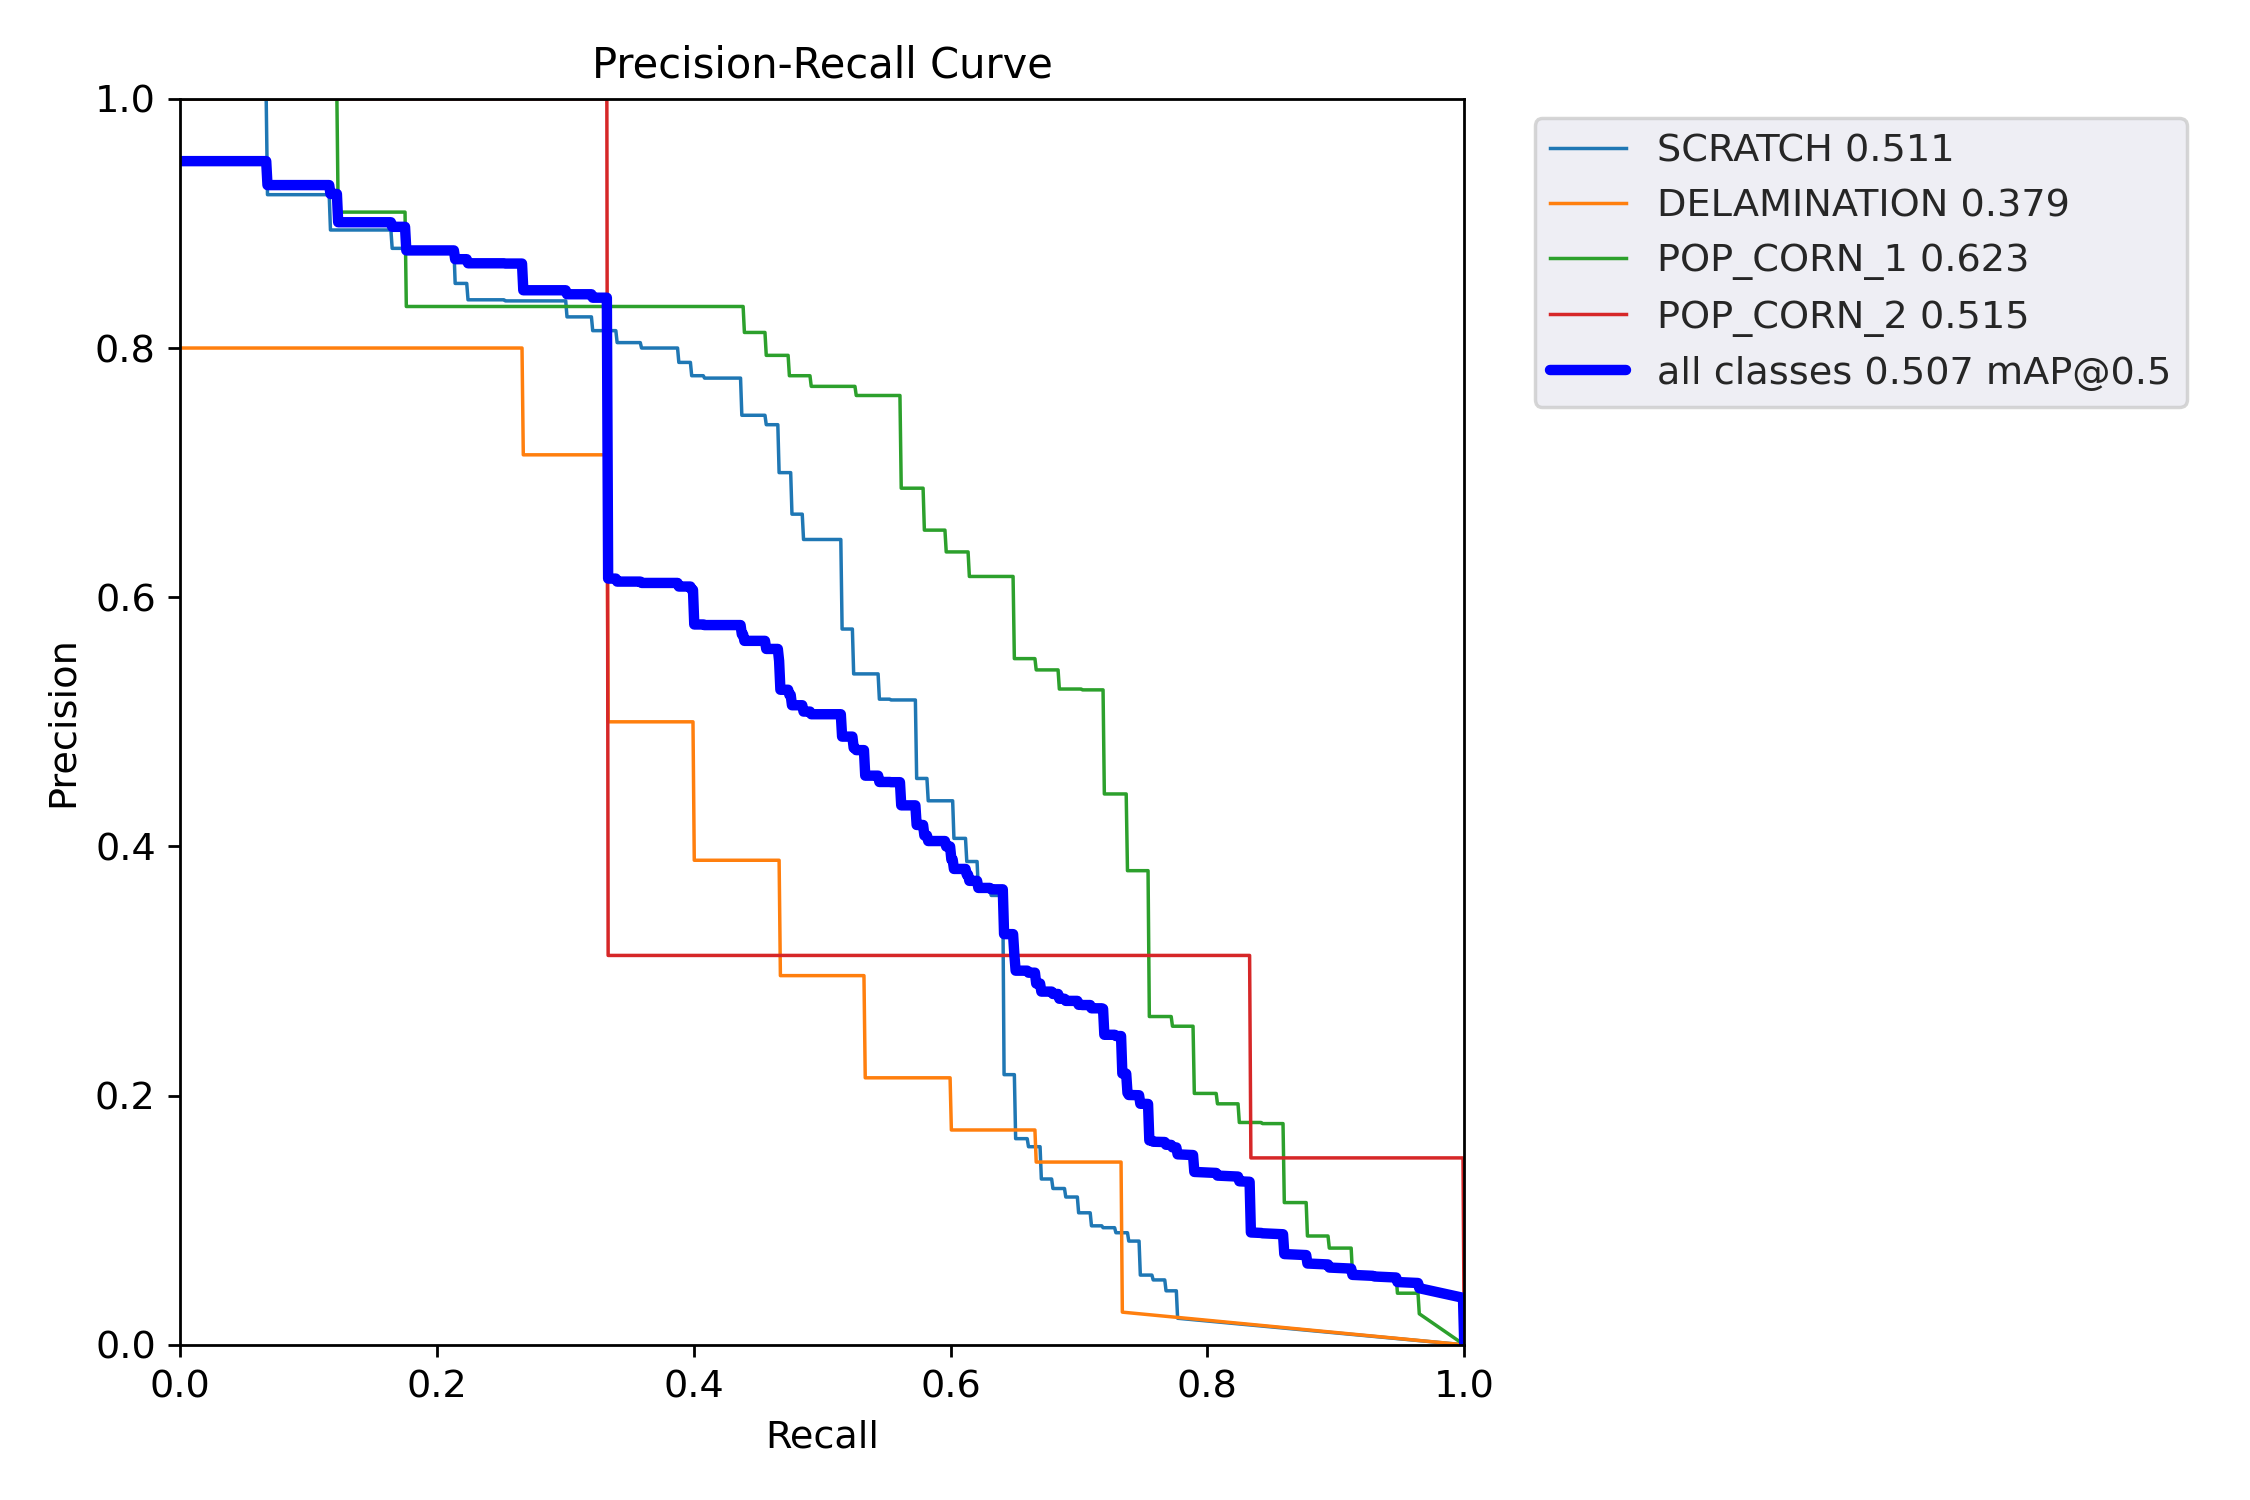 Precision-Recall Curve
1.0
0.8
0.6
0.4
0.2
0.0
Precision
0.0 0.2 0.4 0.6 0.8 1.0
Recall
SCRATCH 0.511
DELAMINATION 0.379
POP_CORN_1 0.623
POP_CORN_2 0.515
all classes 0.507 mAP@0.5